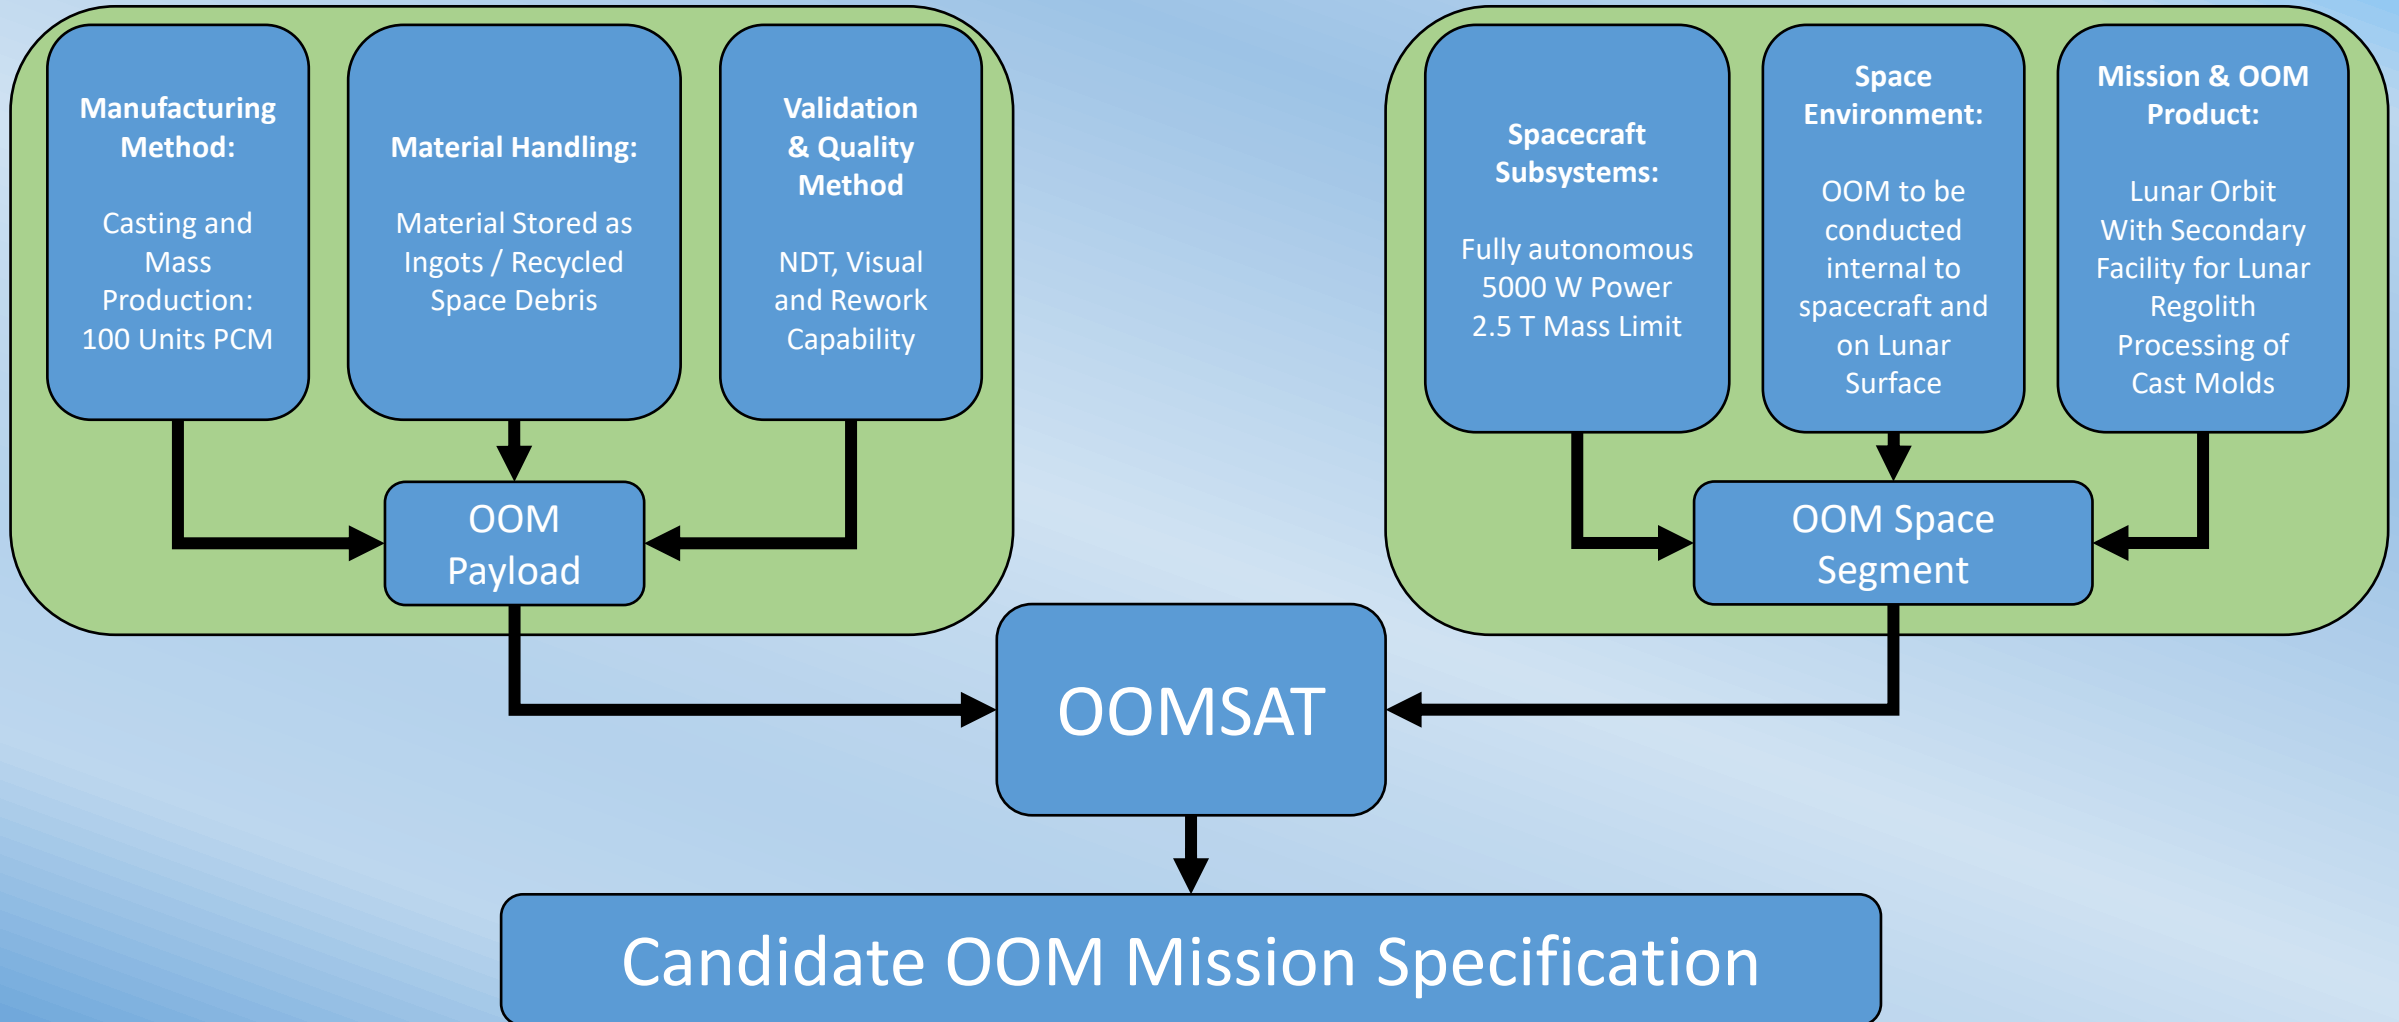 Manufacturing
Method:
Casting and
Mass
Production:
100 Units PCM
Material Handling:
Material Stored as
Ingots / Recycled
Space Debris
Validation
& Quality
Method
NDT, Visual
and Rework
Capability
OOM
Payload
Spacecraft
Subsystems:
Fully autonomous
5000 W Power
2.5 T Mass Limit
Space
Environment:
OOM to be
conducted
internal to
spacecraft and
on Lunar
Surface
Mission & OOM
Product:
Lunar Orbit
With Secondary
Facility for Lunar
Regolith
Processing of
Cast Molds
OOM Space
Segment
OOMSAT
Candidate OOM Mission Specification